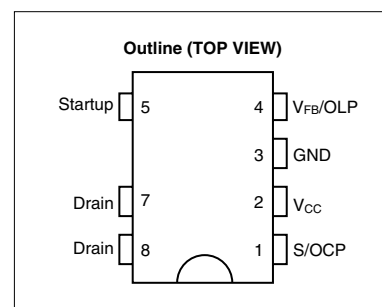 Outline (TOP VIEW)
Startup 5 4 VFB/OLP
3 GND
Drain 7 2 VCC
Drain 8 1 S/OCP